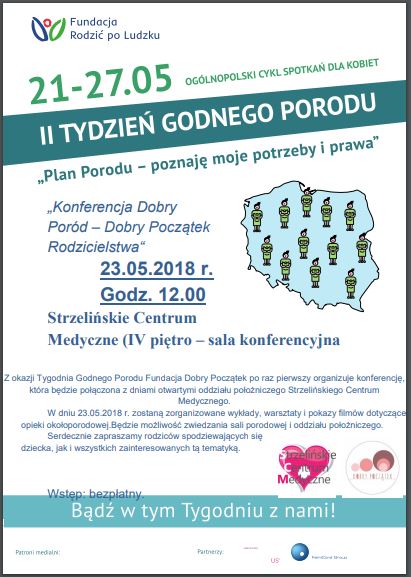 Fundacja
Rodzić po Ludzku
21-27.05 OGÓLNOPOLSKI CYKL SPOTKAŃ DLA KOBIET
II TYDZIEŃ GODNEGO PORODU
„Plan Porodu – poznaję moje potrzeby i prawa”
„Konferencja Dobry
Poród – Dobry Początek
Rodzicielstwa“
23.05.2018 r.
Godz. 12.00
Strzelińskie Centrum
Medyczne (IV piętro – sala konferencyjna
Z okazji Tygodnia Godnego Porodu Fundacja Dobry Początek po raz pierwszy organizuje konferencję,
która będzie połączona z dniami otwartymi oddziału położniczego Strzelińskiego Centrum
Medycznego.
W dniu 23.05.2018 r. zostaną zorganizowane wykłady, warsztaty i pokazy filmów dotyczące
opieki okołoporodowej.Będzie możliwość zwiedzania sali porodowej i oddziału położniczego.
Serdecznie zapraszamy rodziców spodziewających się
dziecka, jak i wszystkich zainteresowanych tą tematyką.
Strzelińskie
Centrum
Medyczne
DOBRY POCZĄTEK
Wstęp: bezpłatny.
Bądź w tym Tygodniu z nami!
Patroni medialni:
Partnerzy:
US
FamiCord Group